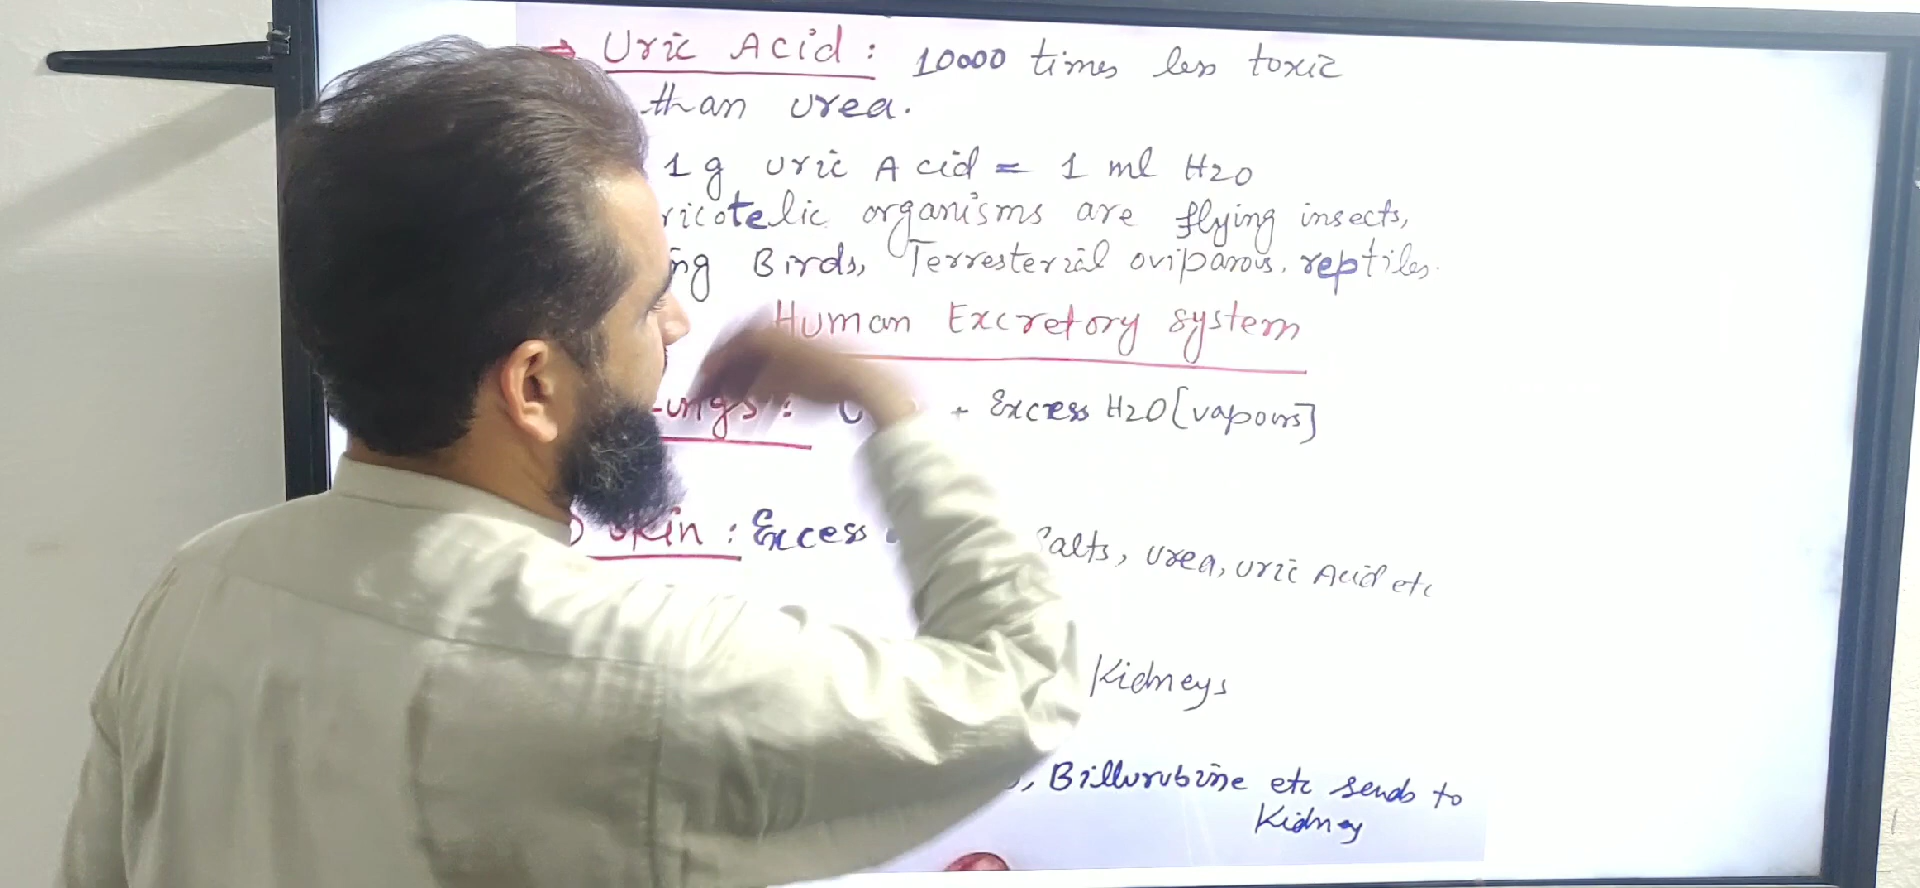 Uric Acid : 10000 times less toxic
than urea.
1 g uric Acid = 1 ml H2O
ricotelic organisms are flying insects,
ng Birds, Terresterial oviparous, reptiles.
Human Excretory system
Lungs : + Excess H2O [vapours]
Skin : Excess Salts, urea, uric Acid etc
Kidneys
, Billurubine etc sends to
Kidney